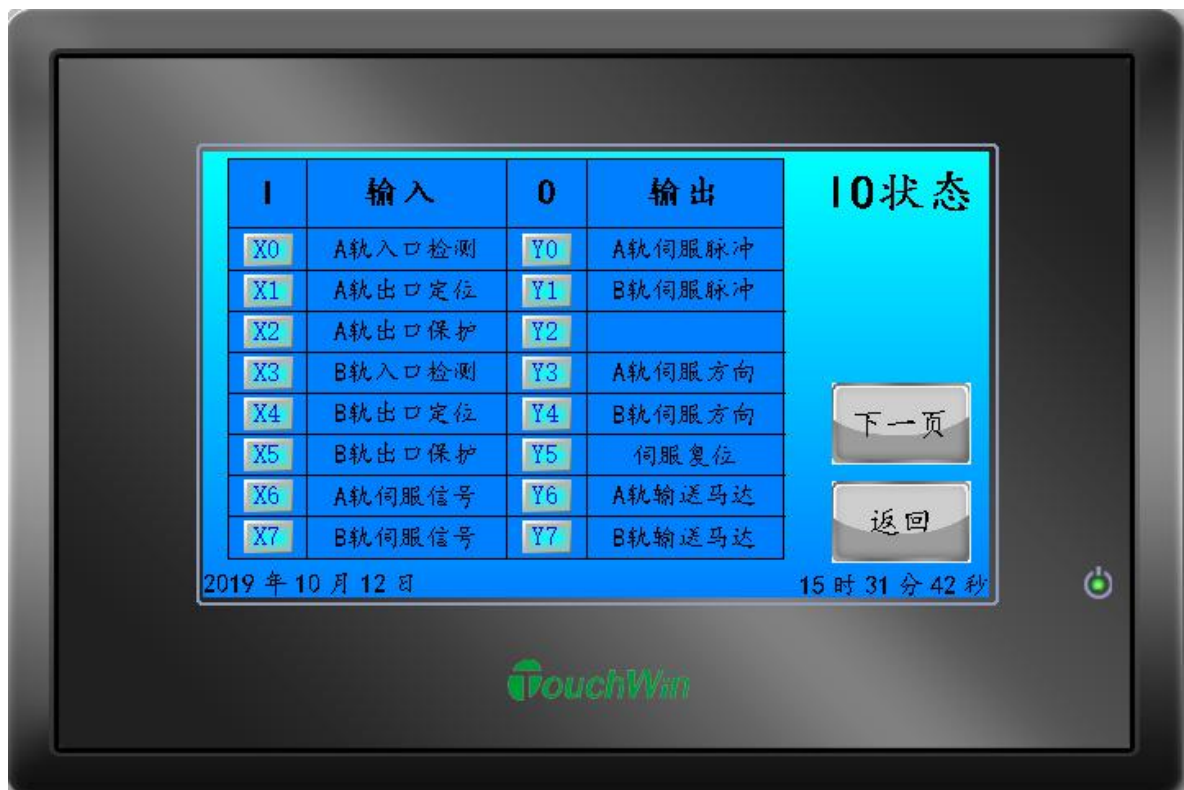 I 输入 O 输出 IO状态
X0 A轨入口检测 Y0 A轨伺服脉冲
X1 A轨出口定位 Y1 B轨伺服脉冲
X2 A轨出口保护 Y2
X3 B轨入口检测 Y3 A轨伺服方向
X4 B轨出口定位 Y4 B轨伺服方向
X5 B轨出口保护 Y5 伺服复位
X6 A轨伺服信号 Y6 A轨输送马达
X7 B轨伺服信号 Y7 B轨输送马达
下一页
返回
2019 年 10 月 12 日
15 时 31 分 42 秒
TouchWin